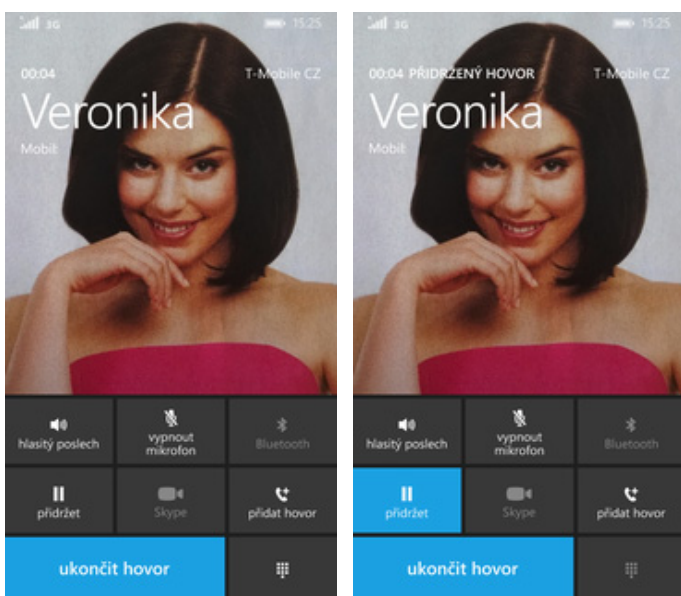 3G 15:25
00:04 T-Mobile CZ
Veronika
Mobil:
hlasitý poslech
vypnout
mikrofon
Bluetooth
přidržet
Skype
přidat hovor
ukončit hovor
3G 15:25
00:04 PŘIDRŽENÝ HOVOR T-Mobile CZ
Veronika
Mobil:
hlasitý poslech
vypnout
mikrofon
Bluetooth
přidržet
Skype
přidat hovor
ukončit hovor